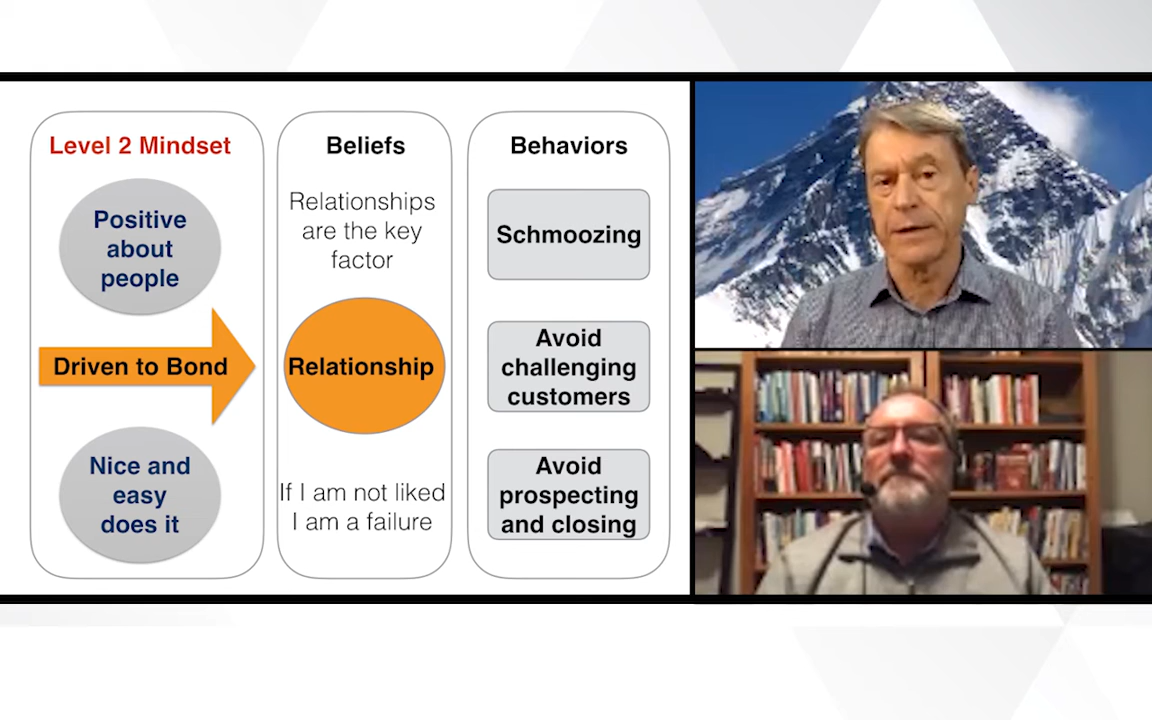 Level 2 Mindset
Positive
about
people
Driven to Bond
Nice and
easy
does it
Beliefs
Relationships
are the key
factor
Relationship
If I am not liked
I am a failure
Behaviors
Schmoozing
Avoid
challenging
customers
Avoid
prospecting
and closing